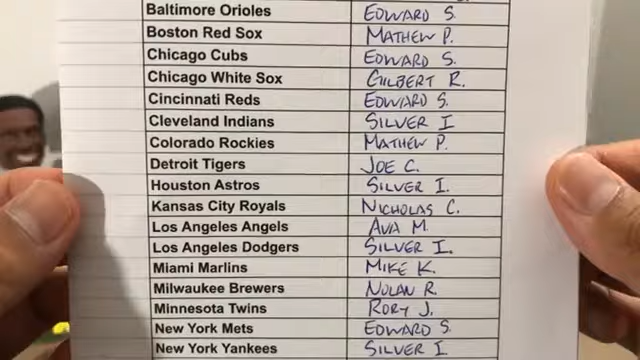 Baltimore Orioles EDWARD S.
Boston Red Sox MATHEW P.
Chicago Cubs EDWARD S.
Chicago White Sox GILBERT R.
Cincinnati Reds EDWARD S.
Cleveland Indians SILVER I
Colorado Rockies MATHEW P.
Detroit Tigers JOE C.
Houston Astros SILVER I.
Kansas City Royals NICHOLAS C.
Los Angeles Angels AVA M.
Los Angeles Dodgers SILVER I.
Miami Marlins MIKE K.
Milwaukee Brewers NOLAN R.
Minnesota Twins RORY J.
New York Mets EDWARD S.
New York Yankees SILVER I